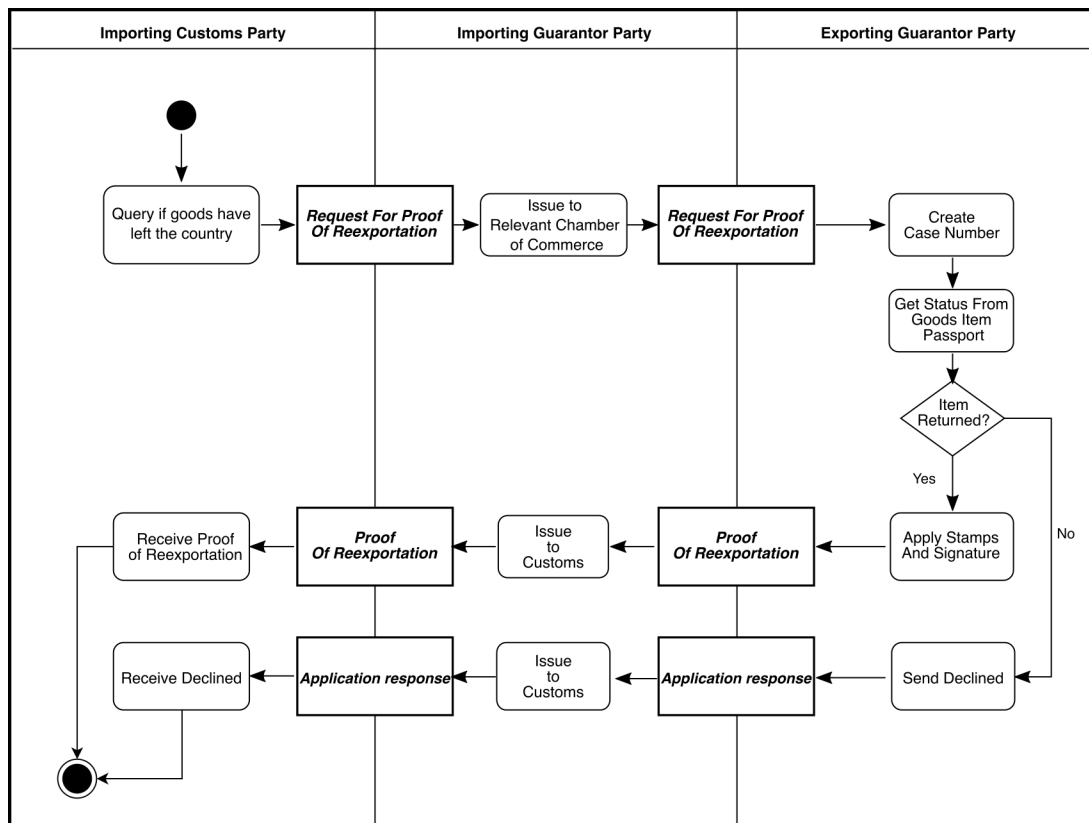 Importing Customs Party
Importing Guarantor Party
Exporting Guarantor Party
Query if goods have
left the country
Request For Proof
Of Reexportation
Issue to
Relevant Chamber
of Commerce
Request For Proof
Of Reexportation
Create
Case Number
Get Status From
Goods Item
Passport
Item
Returned?
Yes
No
Receive Proof
of Reexportation
Proof
Of Reexportation
Issue
to
Customs
Proof
Of Reexportation
Apply Stamps
And Signature
Receive Declined
Application response
Issue
to
Customs
Application response
Send Declined